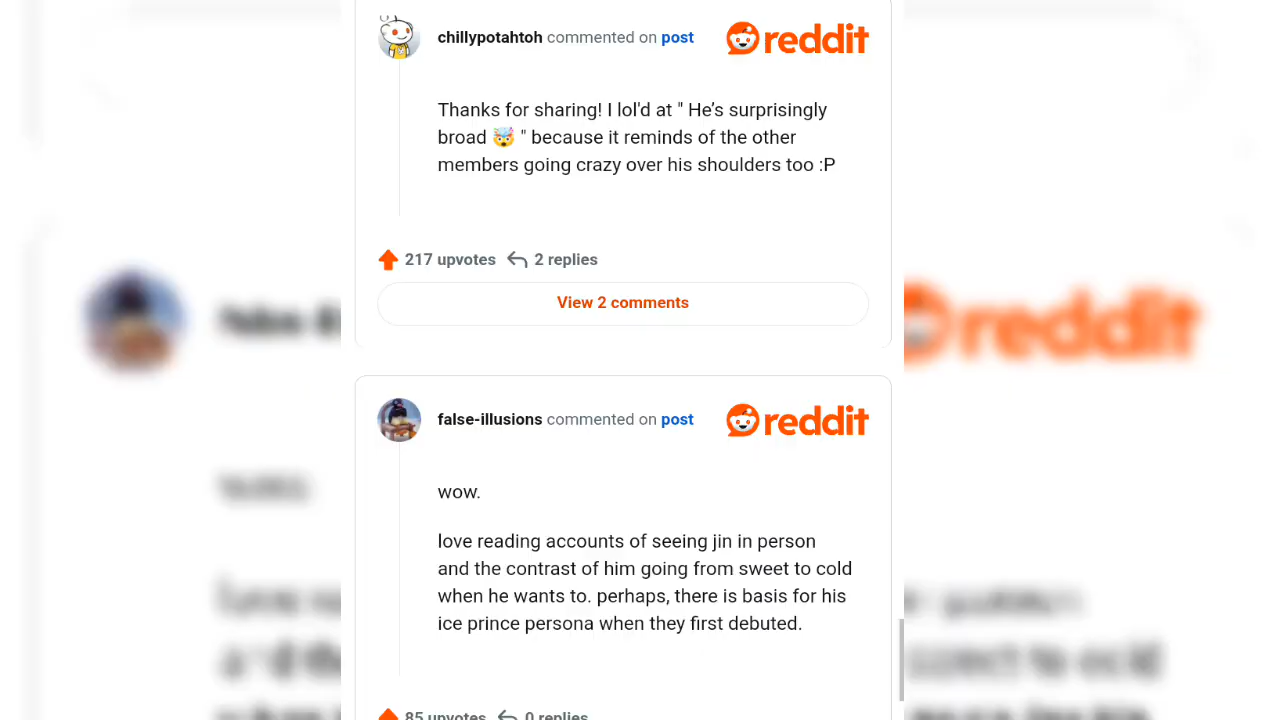 chillypotahtoh commented on post
reddit
Thanks for sharing! I lol'd at " He’s surprisingly
broad 🤯 " because it reminds of the other
members going crazy over his shoulders too :P
217 upvotes 2 replies
View 2 comments
false-illusions commented on post
reddit
wow.
love reading accounts of seeing jin in person
and the contrast of him going from sweet to cold
when he wants to. perhaps, there is basis for his
ice prince persona when they first debuted.
85 upvotes 0 replies
reddit